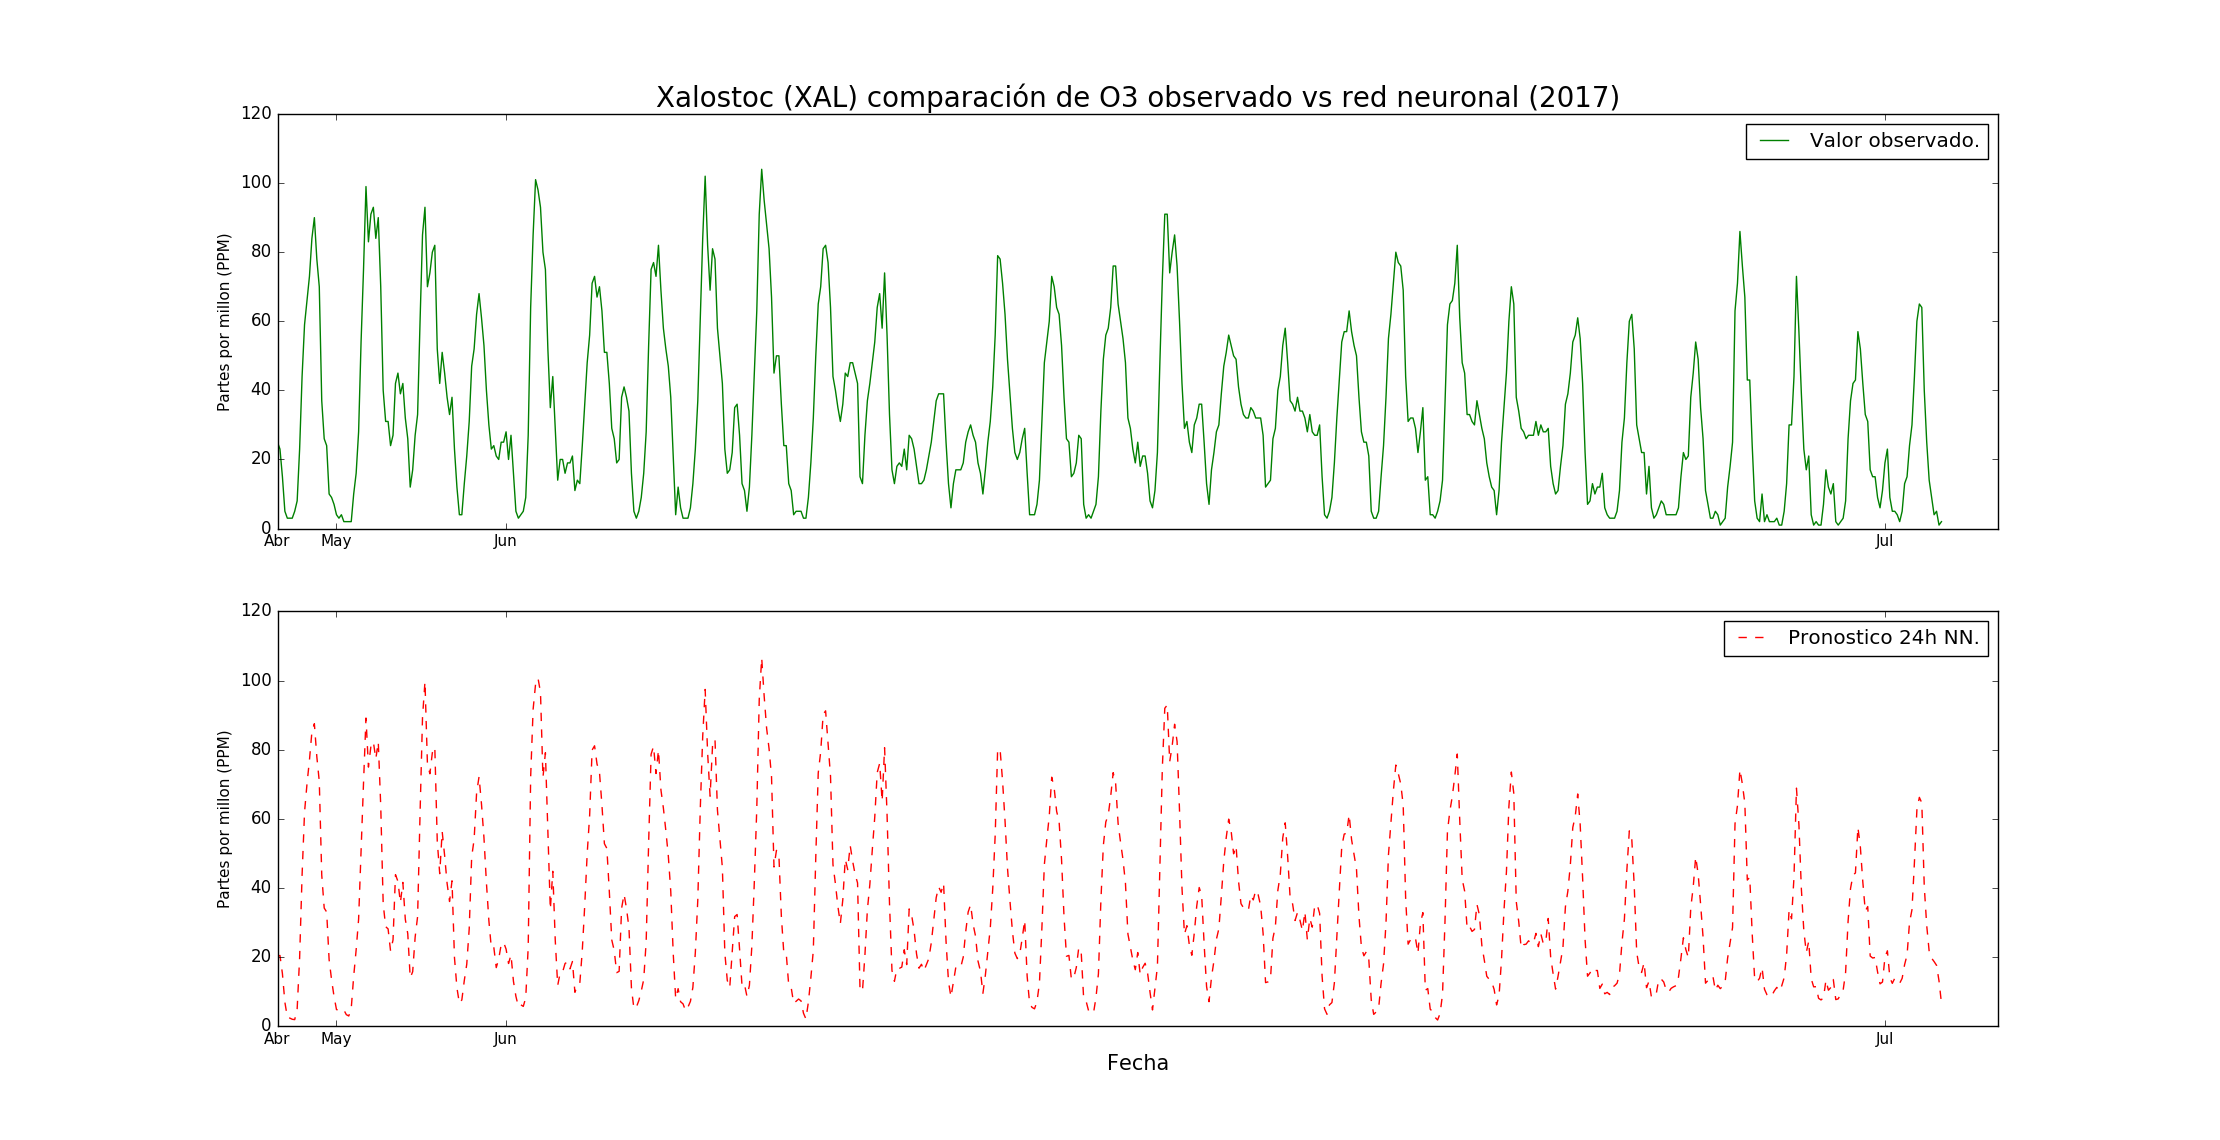 Xalostoc (XAL) comparación de O3 observado vs red neuronal (2017)
120
100
80
60
40
20
0
Partes por millon (PPM)
Valor observado.
Abr May Jun Jul
120
100
80
60
40
20
0
Partes por millon (PPM)
Pronostico 24h NN.
Abr May Jun Jul
Fecha